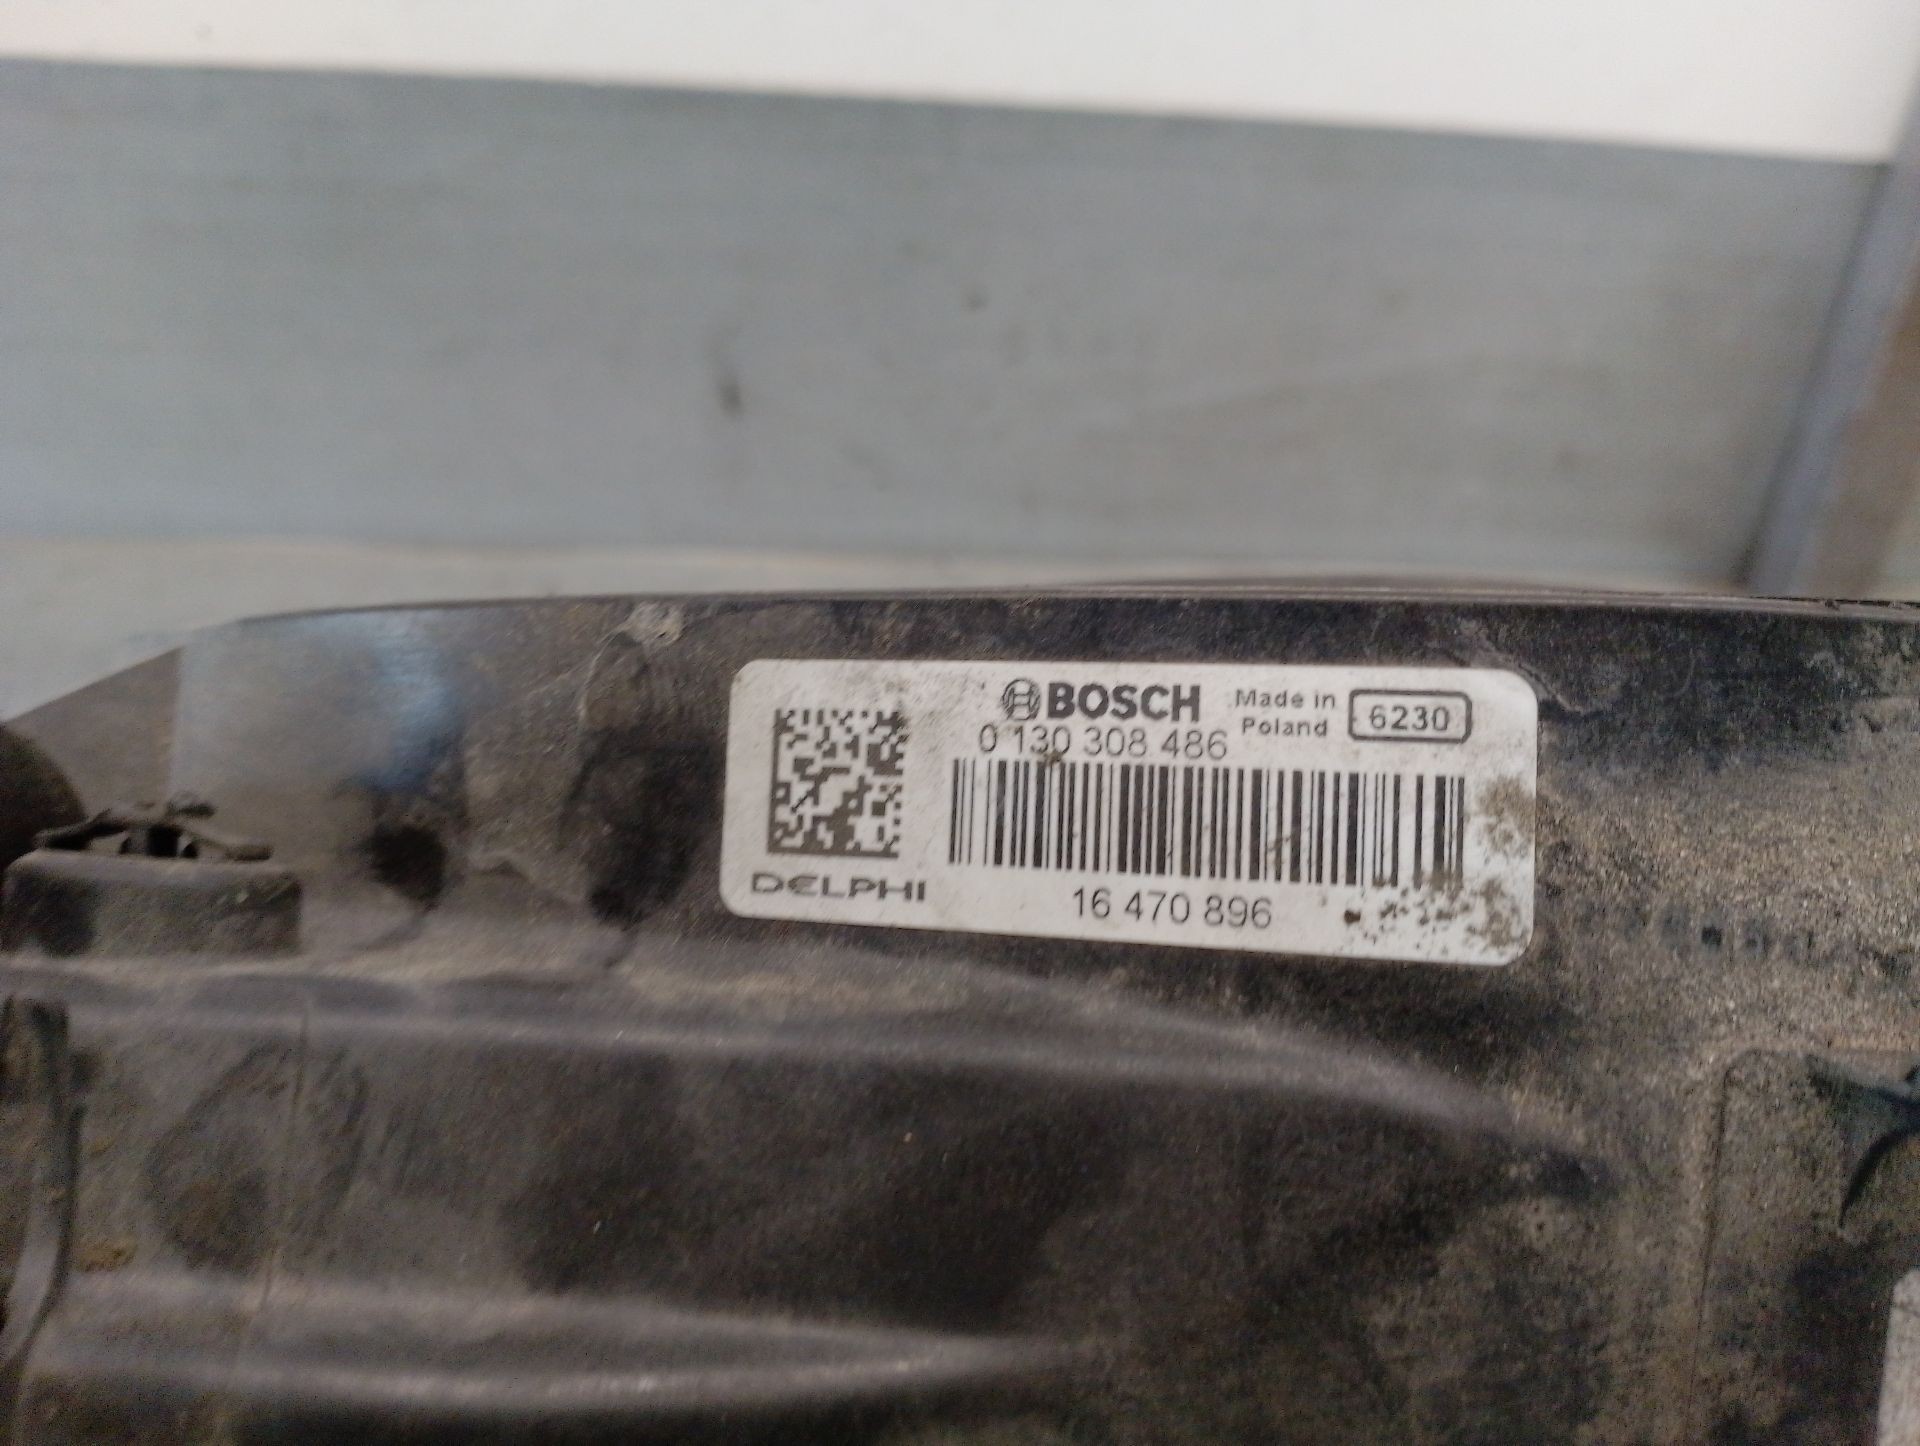 BOSCH
Made in
Poland
6230
0 130 308 486
DELPHI
16 470 896